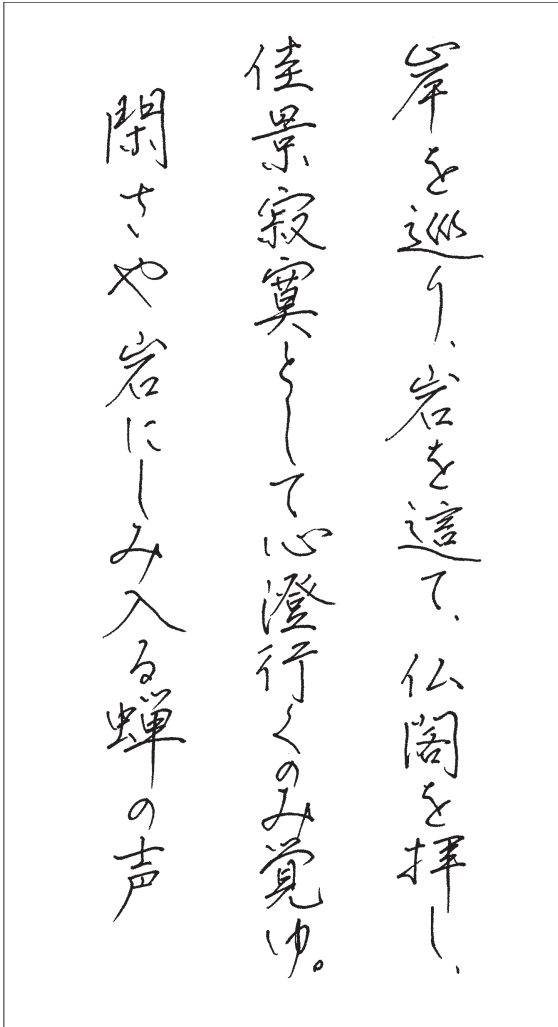 岸を巡り、岩を這て、仏閣を拝し、
佳景寂寞として心澄行くのみ覚ゆ。
閑さや岩にしみ入る蝉の声